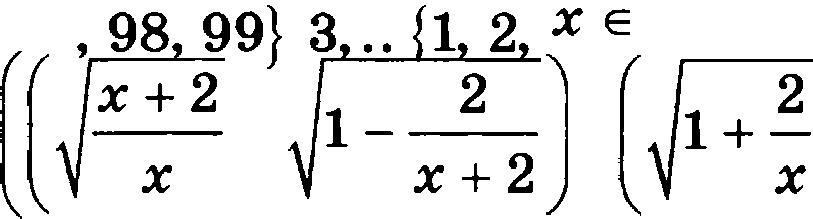 , 98, 99} 3,.. {1, 2, x ∈
((√((x + 2)/x) √(1 − 2/(x + 2))) (√(1 + 2/x)